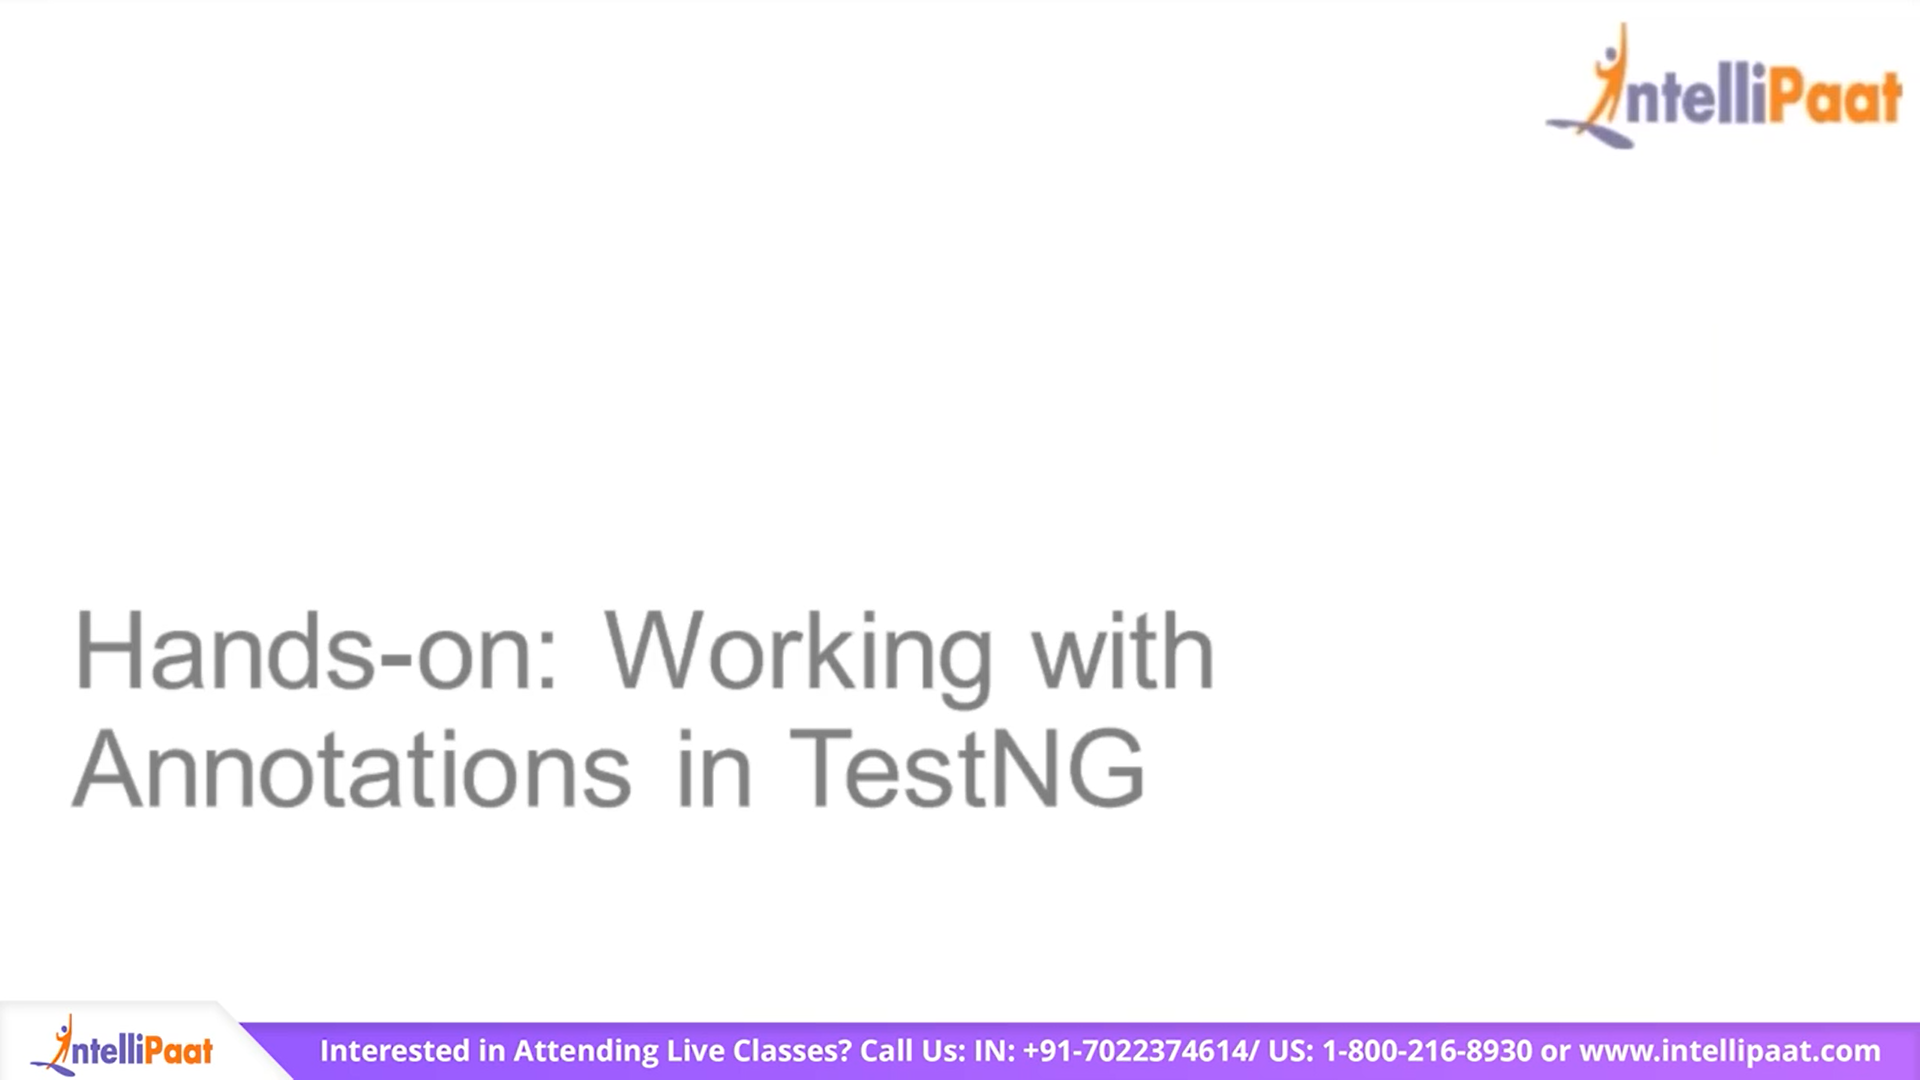 IntelliPaat
Hands-on: Working with
Annotations in TestNG
IntelliPaat
Interested in Attending Live Classes? Call Us: IN: +91-7022374614/ US: 1-800-216-8930 or www.intellipaat.com